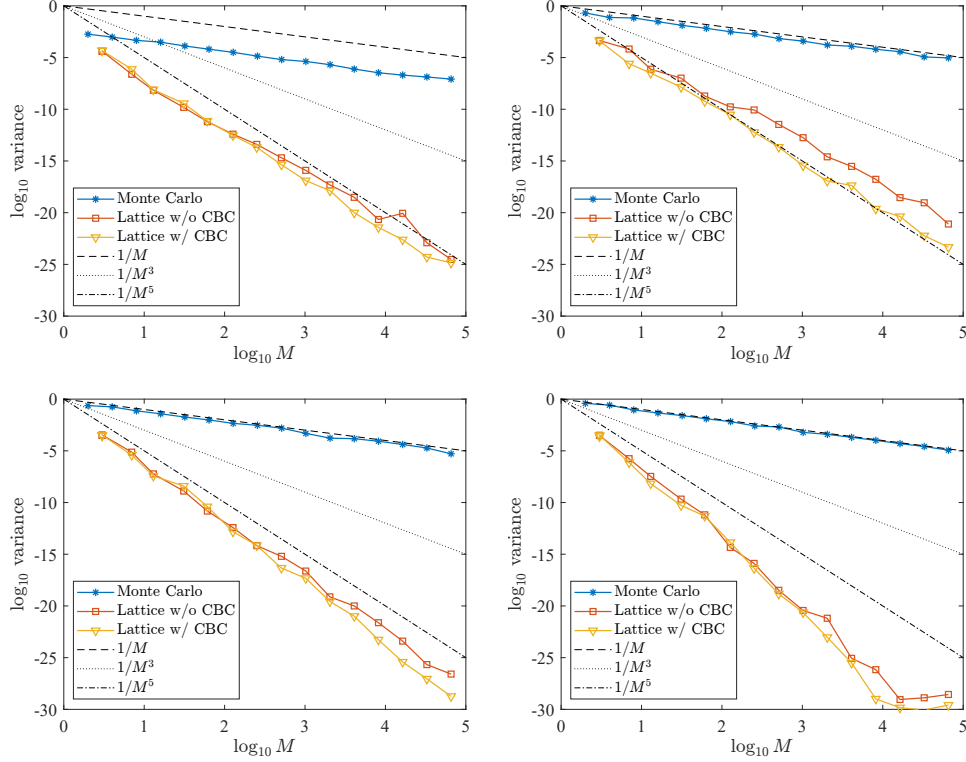 0
-5
-10
-15
-20
-25
-30
log₁₀ variance
Monte Carlo
Lattice w/o CBC
Lattice w/ CBC
1/M
1/M³
1/M⁵
0 1 2 3 4 5
log₁₀ M
0
-5
-10
-15
-20
-25
-30
log₁₀ variance
Monte Carlo
Lattice w/o CBC
Lattice w/ CBC
1/M
1/M³
1/M⁵
0 1 2 3 4 5
log₁₀ M
0
-5
-10
-15
-20
-25
-30
log₁₀ variance
Monte Carlo
Lattice w/o CBC
Lattice w/ CBC
1/M
1/M³
1/M⁵
0 1 2 3 4 5
log₁₀ M
0
-5
-10
-15
-20
-25
-30
log₁₀ variance
Monte Carlo
Lattice w/o CBC
Lattice w/ CBC
1/M
1/M³
1/M⁵
0 1 2 3 4 5
log₁₀ M